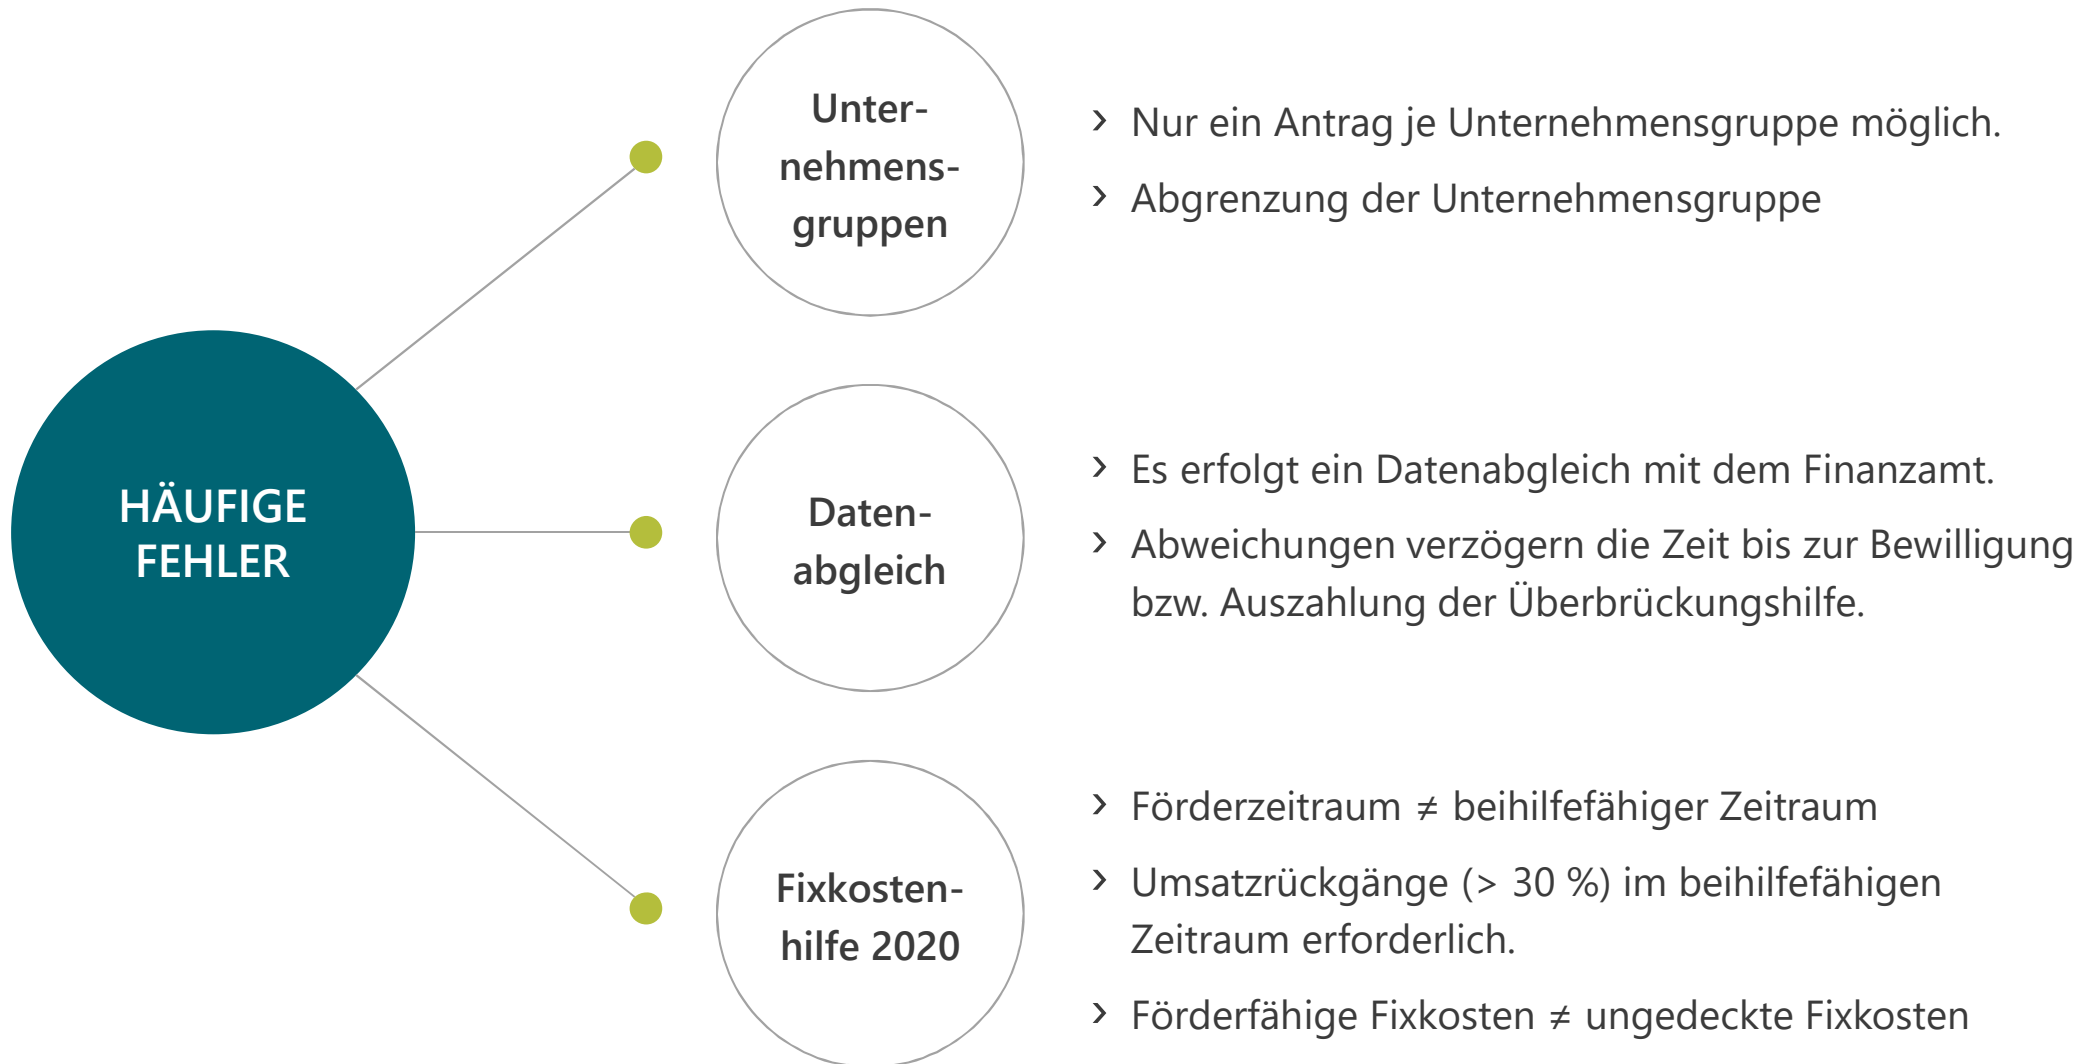 HÄUFIGE
FEHLER
Unter-
nehmens-
gruppen
› Nur ein Antrag je Unternehmensgruppe möglich.
› Abgrenzung der Unternehmensgruppe
Daten-
abgleich
› Es erfolgt ein Datenabgleich mit dem Finanzamt.
› Abweichungen verzögern die Zeit bis zur Bewilligung
bzw. Auszahlung der Überbrückungshilfe.
Fixkosten-
hilfe 2020
› Förderzeitraum ≠ beihilfefähiger Zeitraum
› Umsatzrückgänge (> 30 %) im beihilfefähigen
Zeitraum erforderlich.
› Förderfähige Fixkosten ≠ ungedeckte Fixkosten